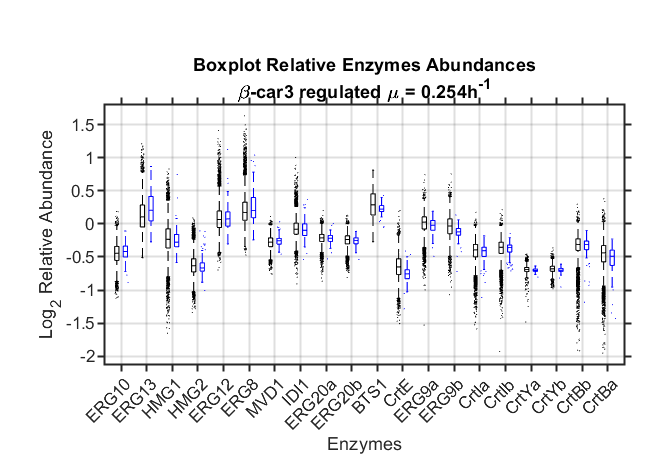 Boxplot Relative Enzymes Abundances
β-car3 regulated μ = 0.254h⁻¹
Log₂ Relative Abundance
1.5
1
0.5
0
-0.5
-1
-1.5
-2
ERG10
ERG13
HMG1
HMG2
ERG12
ERG8
MVD1
IDI1
ERG20a
ERG20b
BTS1
CrtE
ERG9a
ERG9b
CrtIa
CrtIb
CrtYa
CrtYb
CrtBb
CrtBa
Enzymes